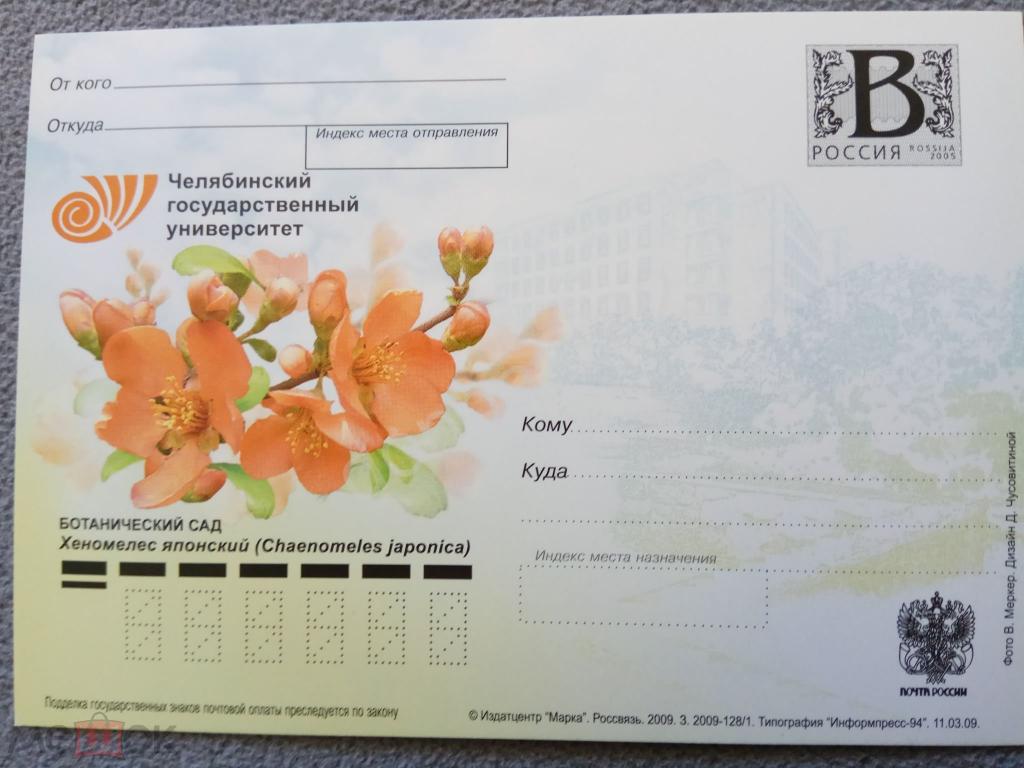 От кого
Откуда
Индекс места отправления
В
РОССИЯ ROSSIJA
2005
Челябинский
государственный
университет
Кому
Куда
БОТАНИЧЕСКИЙ САД
Хеномелес японский (Chaenomeles japonica)
Индекс места назначения
ПОЧТА РОССИИ
Фото В. Меркер. Дизайн Д. Чусовитиной
Подделка государственных знаков почтовой оплаты преследуется по закону
© Издатцентр "Марка". Россвязь. 2009. З. 2009-128/1. Типография "Информпресс-94". 11.03.09.